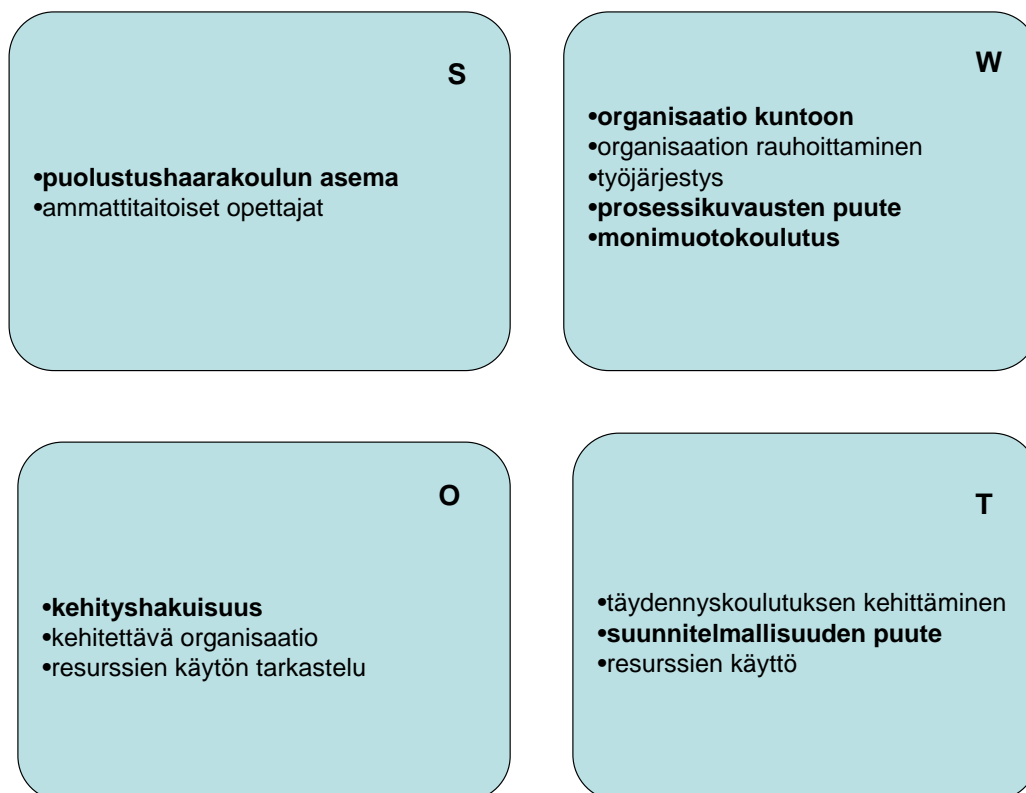 S
•puolustushaarakoulun asema
•ammattitaitoiset opettajat
W
•organisaatio kuntoon
•organisaation rauhoittaminen
•työjärjestys
•prosessikuvausten puute
•monimuotokoulutus
O
•kehityshakuisuus
•kehitettävä organisaatio
•resurssien käytön tarkastelu
T
•täydennyskoulutuksen kehittäminen
•suunnitelmallisuuden puute
•resurssien käyttö